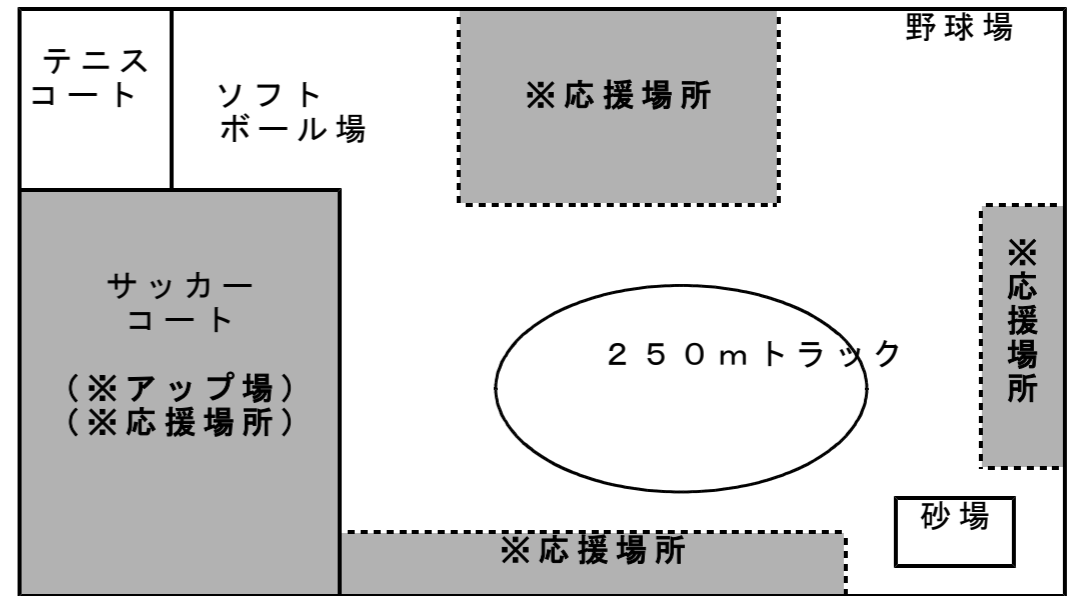 テニス
コート
ソフト
ボール場
※応援場所
野球場
サッカー
コート
（※アップ場）
（※応援場所）
２５０ｍトラック
※応援場所
砂場
※応援場所